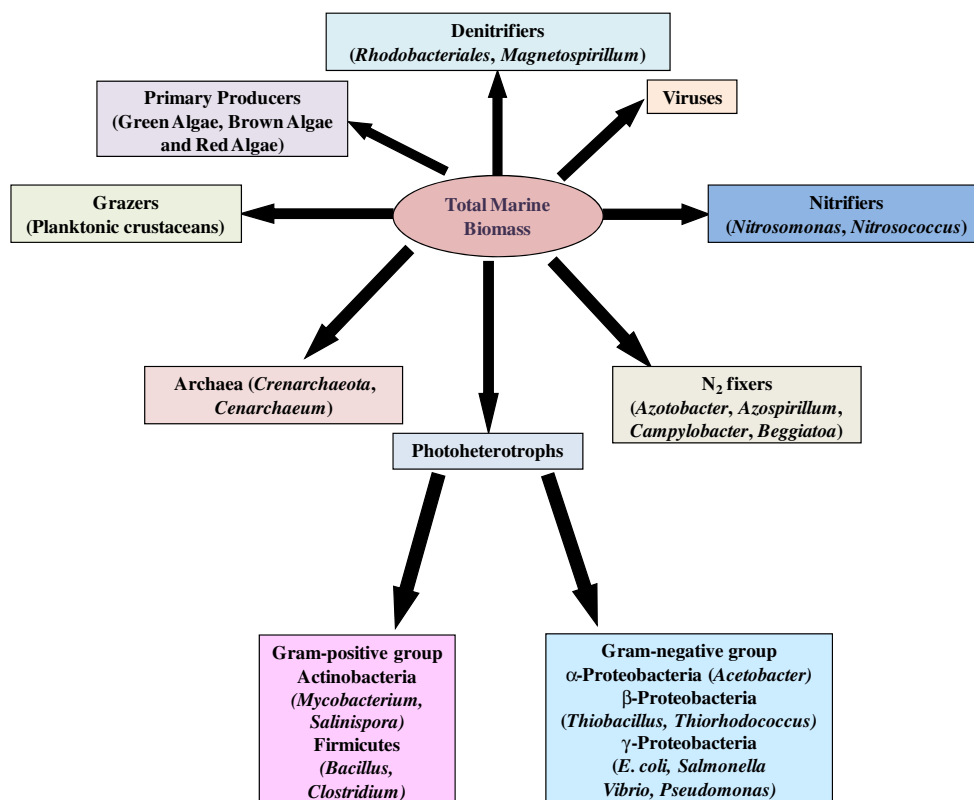 Denitrifiers
(Rhodobacteriales, Magnetospirillum)
Primary Producers
(Green Algae, Brown Algae
and Red Algae)
Viruses
Grazers
(Planktonic crustaceans)
Total Marine
Biomass
Nitrifiers
(Nitrosomonas, Nitrosococcus)
Archaea (Crenarchaeota,
Cenarchaeum)
N₂ fixers
(Azotobacter, Azospirillum,
Campylobacter, Beggiatoa)
Photoheterotrophs
Gram-positive group
Actinobacteria
(Mycobacterium,
Salinispora)
Firmicutes
(Bacillus,
Clostridium)
Gram-negative group
α-Proteobacteria (Acetobacter)
β-Proteobacteria
(Thiobacillus, Thiorhodococcus)
γ-Proteobacteria
(E. coli, Salmonella
Vibrio, Pseudomonas)